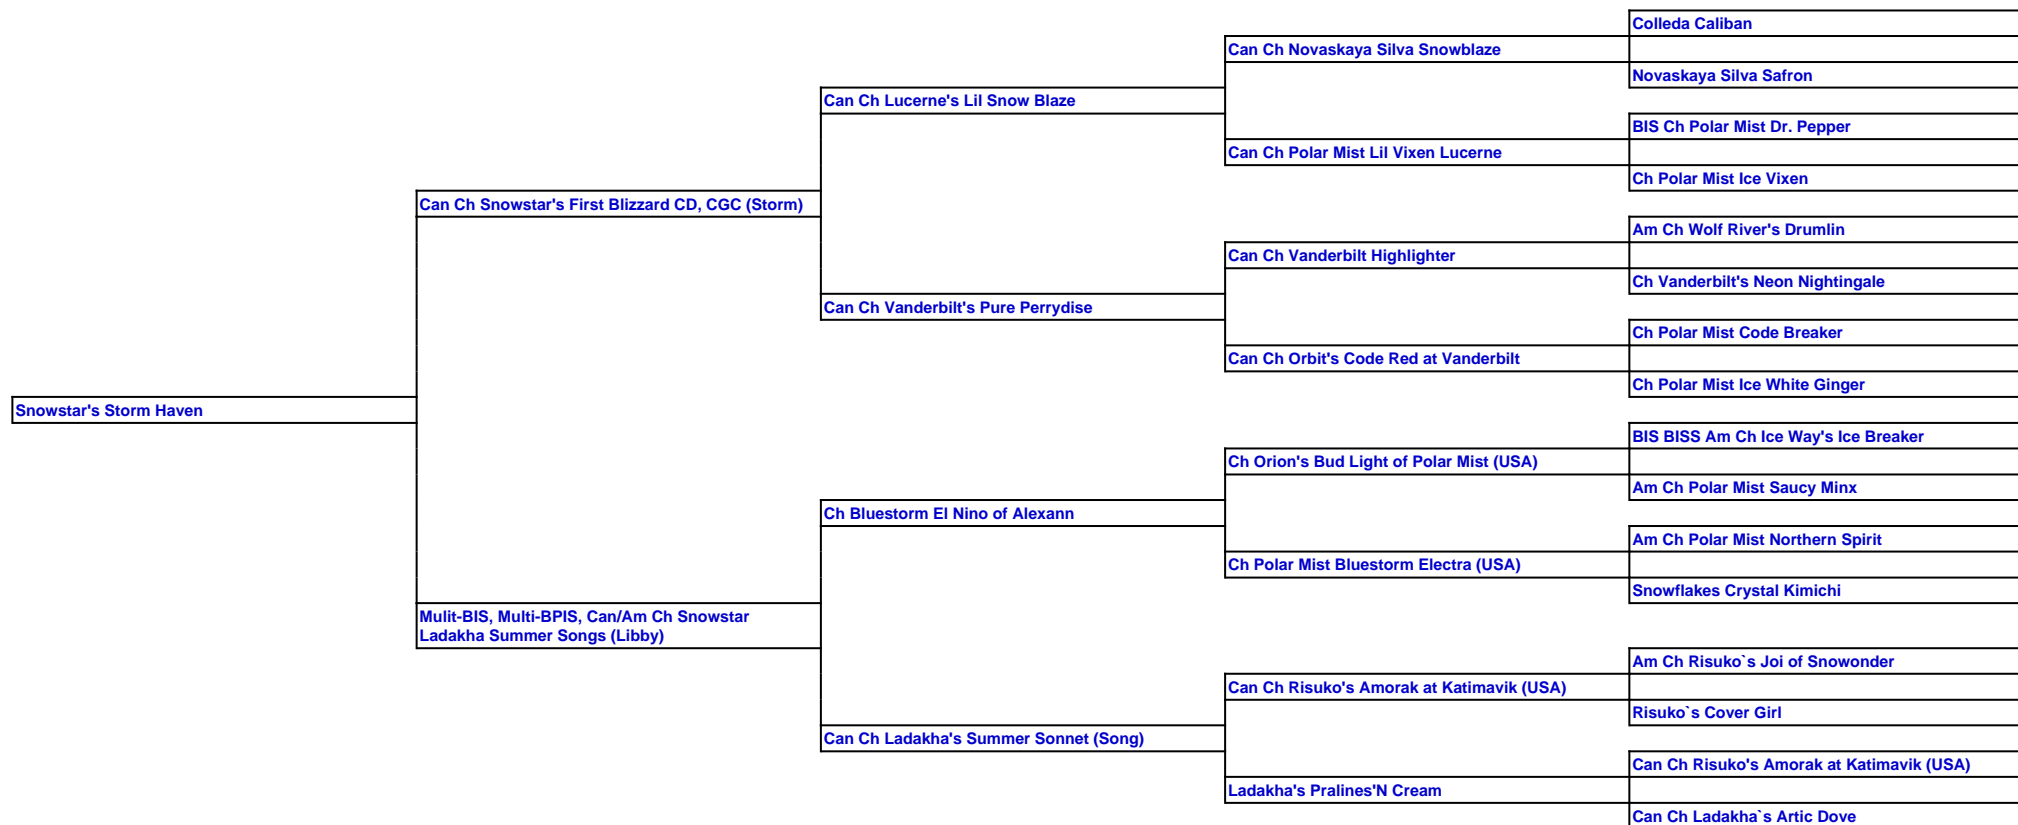 Colleda Caliban
Can Ch Novaskaya Silva Snowblaze
Novaskaya Silva Safron
Can Ch Lucerne's Lil Snow Blaze
BIS Ch Polar Mist Dr. Pepper
Can Ch Polar Mist Lil Vixen Lucerne
Ch Polar Mist Ice Vixen
Can Ch Snowstar's First Blizzard CD, CGC (Storm)
Am Ch Wolf River's Drumlin
Can Ch Vanderbilt Highlighter
Ch Vanderbilt's Neon Nightingale
Can Ch Vanderbilt's Pure Perrydise
Ch Polar Mist Code Breaker
Can Ch Orbit's Code Red at Vanderbilt
Ch Polar Mist Ice White Ginger
Snowstar's Storm Haven
BIS BISS Am Ch Ice Way's Ice Breaker
Ch Orion's Bud Light of Polar Mist (USA)
Am Ch Polar Mist Saucy Minx
Ch Bluestorm El Nino of Alexann
Am Ch Polar Mist Northern Spirit
Ch Polar Mist Bluestorm Electra (USA)
Snowflakes Crystal Kimichi
Mulit-BIS, Multi-BPIS, Can/Am Ch Snowstar
Ladakha Summer Songs (Libby)
Am Ch Risuko`s Joi of Snowonder
Can Ch Risuko's Amorak at Katimavik (USA)
Risuko`s Cover Girl
Can Ch Ladakha's Summer Sonnet (Song)
Can Ch Risuko's Amorak at Katimavik (USA)
Ladakha's Pralines'N Cream
Can Ch Ladakha`s Artic Dove